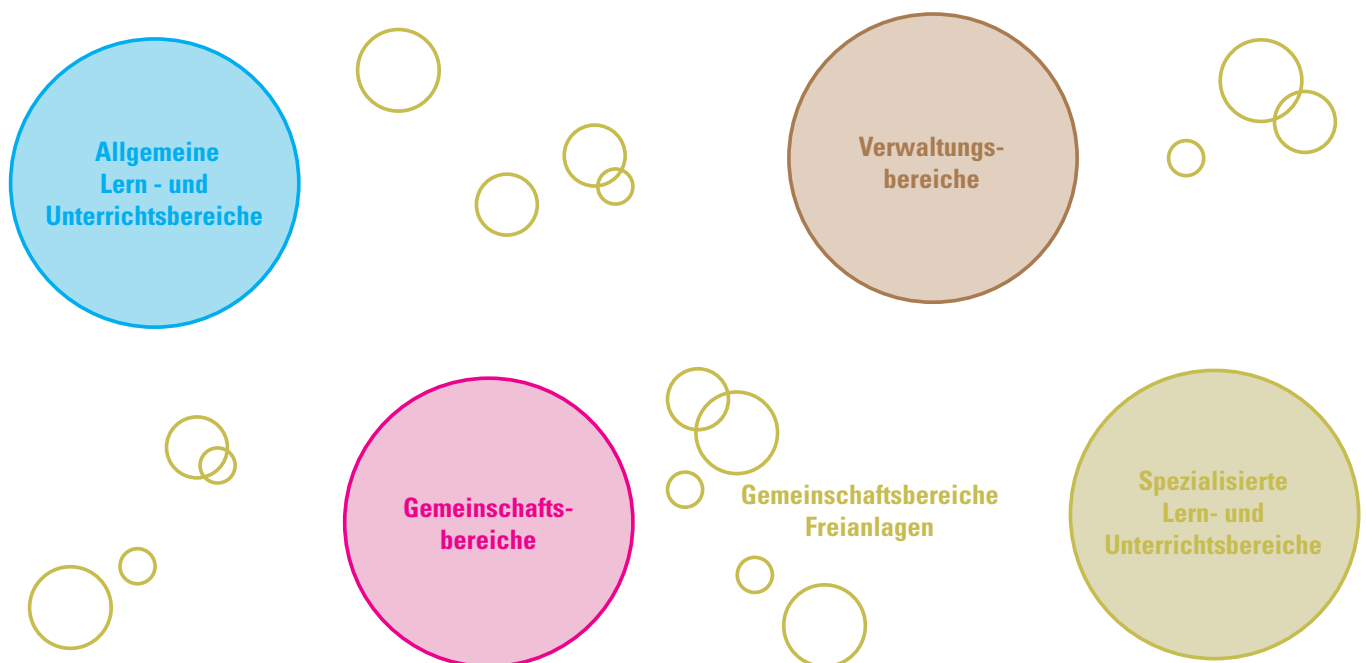 Allgemeine
Lern - und
Unterrichtsbereiche
Verwaltungs-
bereiche
Gemeinschafts-
bereiche
Gemeinschaftsbereiche
Freianlagen
Spezialisierte
Lern- und
Unterrichtsbereiche